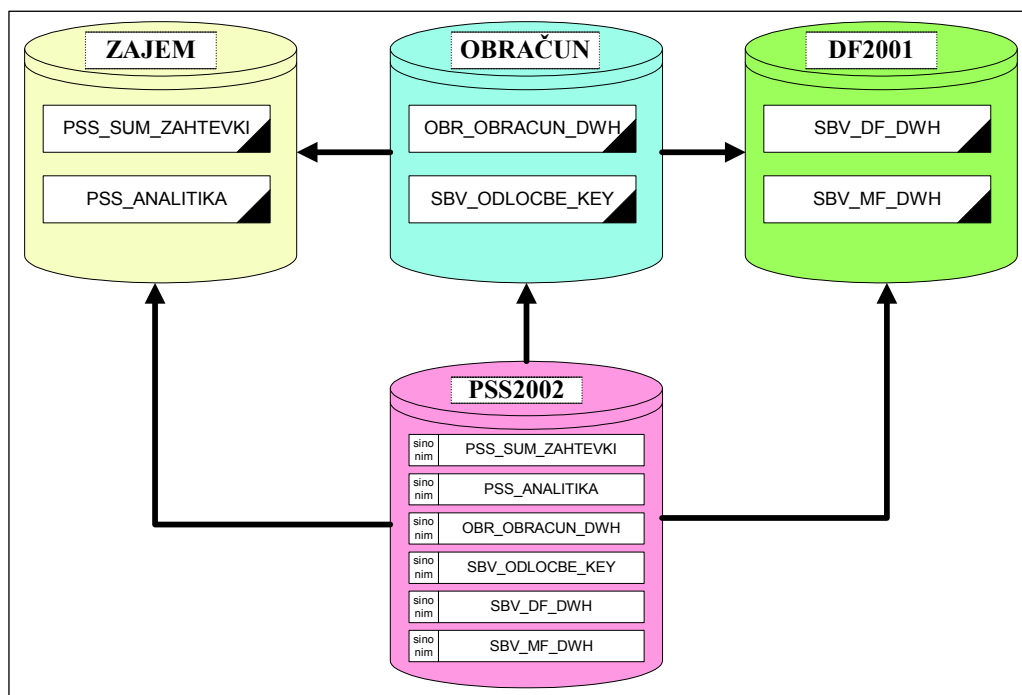 ZAJEM
PSS_SUM_ZAHTEVKI
PSS_ANALITIKA
OBRAČUN
OBR_OBRACUN_DWH
SBV_ODLOCBE_KEY
DF2001
SBV_DF_DWH
SBV_MF_DWH
PSS2002
sino
nim
PSS_SUM_ZAHTEVKI
sino
nim
PSS_ANALITIKA
sino
nim
OBR_OBRACUN_DWH
sino
nim
SBV_ODLOCBE_KEY
sino
nim
SBV_DF_DWH
sino
nim
SBV_MF_DWH